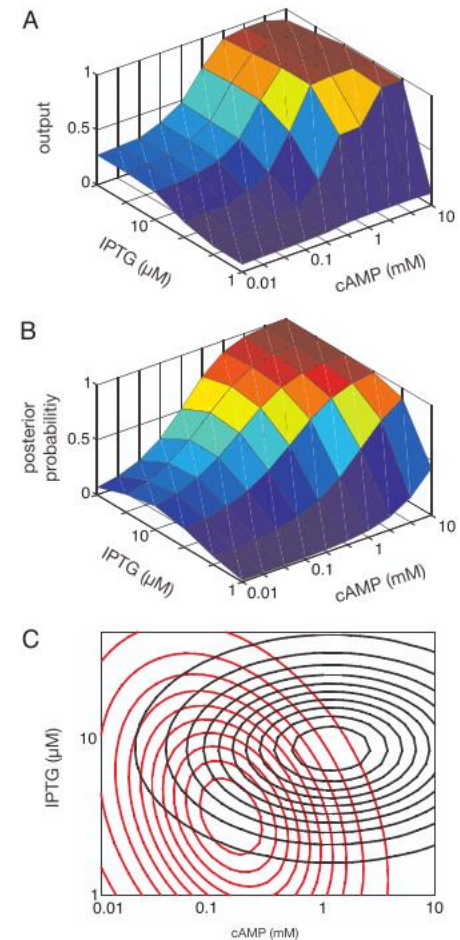 A
1
0.5
0
output
10
1
IPTG (μM)
0.01
0.1
1
10
cAMP (mM)
B
1
0.5
0
posterior
probabilitiy
10
1
IPTG (μM)
0.01
0.1
1
10
cAMP (mM)
C
10
1
IPTG (μM)
0.01
0.1
1
10
cAMP (mM)